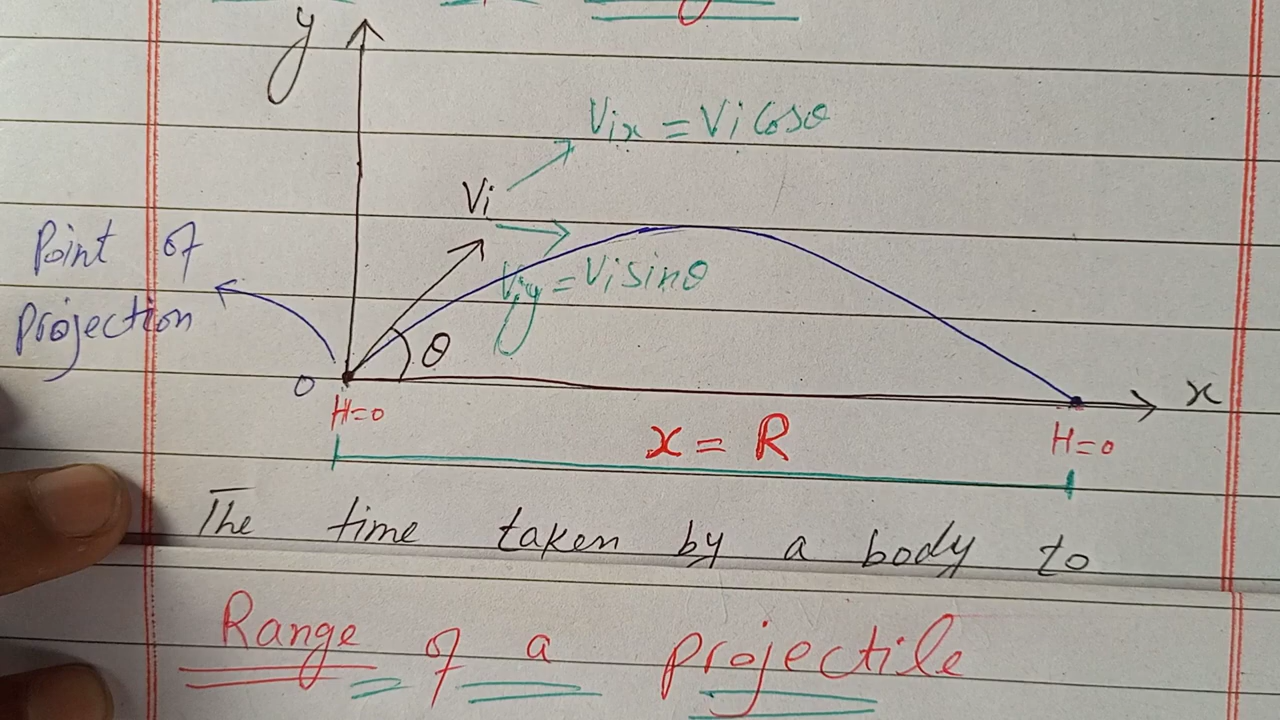 y
Vix = Vi Cosθ
Vi
Point of
projection
Viy = Vi sinθ
θ
0
x
H=0
x = R
H=0
The time taken by a body to
Range of a projectile